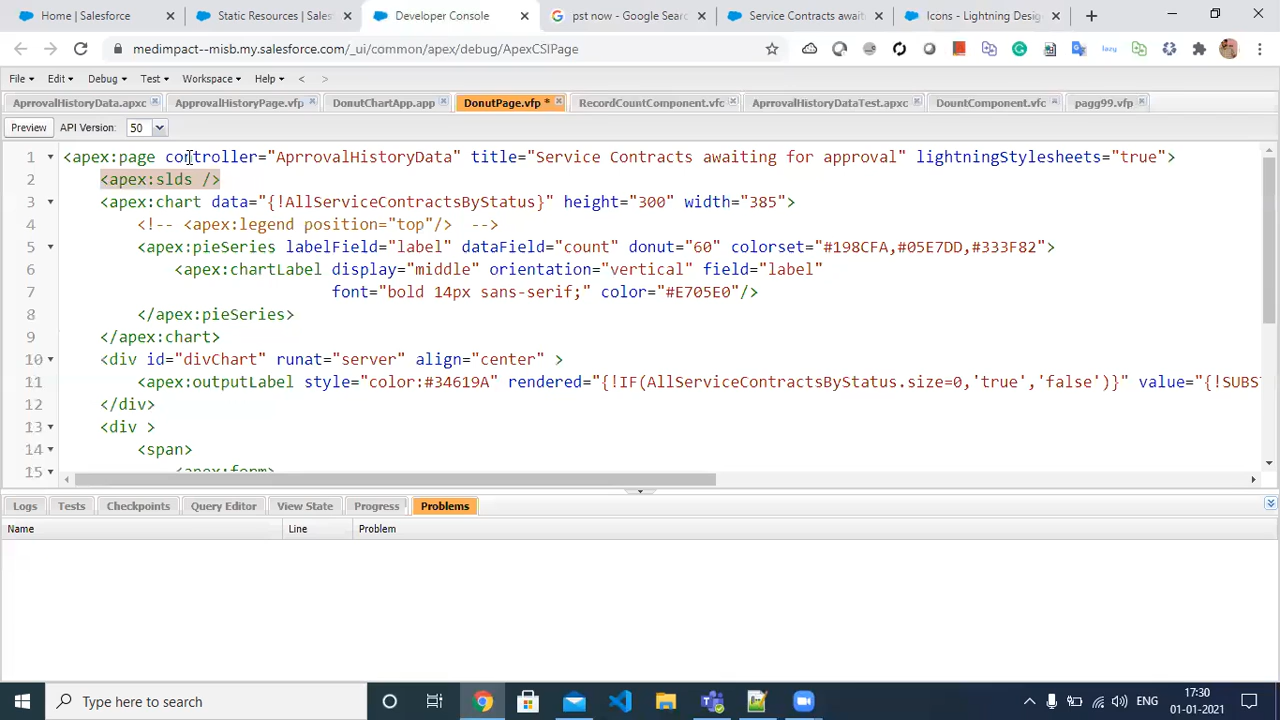 Home | Salesforce
Static Resources | Sales
Developer Console
pst now - Google Sear
Service Contracts await
Icons - Lightning Desig
medimpact--misb.my.salesforce.com/_ui/common/apex/debug/ApexCSIPage
lazy
File Edit Debug Test Workspace Help < >
AprrovalHistoryData.apxc ApprovalHistoryPage.vfp DonutChartApp.app DonutPage.vfp * RecordCountComponent.vfc AprrovalHistoryDataTest.apxc DountComponent.vfc pagg99.vfp
Preview API Version: 50
1 <apex:page controller="AprrovalHistoryData" title="Service Contracts awaiting for approval" lightningStylesheets="true">
2 <apex:slds />
3 <apex:chart data="{!AllServiceContractsByStatus}" height="300" width="385">
4 <!-- <apex:legend position="top"/> -->
5 <apex:pieSeries labelField="label" dataField="count" donut="60" colorset="#198CFA,#05E7DD,#333F82">
6 <apex:chartLabel display="middle" orientation="vertical" field="label"
7 font="bold 14px sans-serif;" color="#E705E0"/>
8 </apex:pieSeries>
9 </apex:chart>
10 <div id="divChart" runat="server" align="center" >
11 <apex:outputLabel style="color:#34619A" rendered="{!IF(AllServiceContractsByStatus.size=0,'true','false')}" value="{!SUBS
12 </div>
13 <div >
14 <span>
15 <apex:form>
Logs Tests Checkpoints Query Editor View State Progress Problems
Name Line Problem
Type here to search
ENG
17:30
01-01-2021